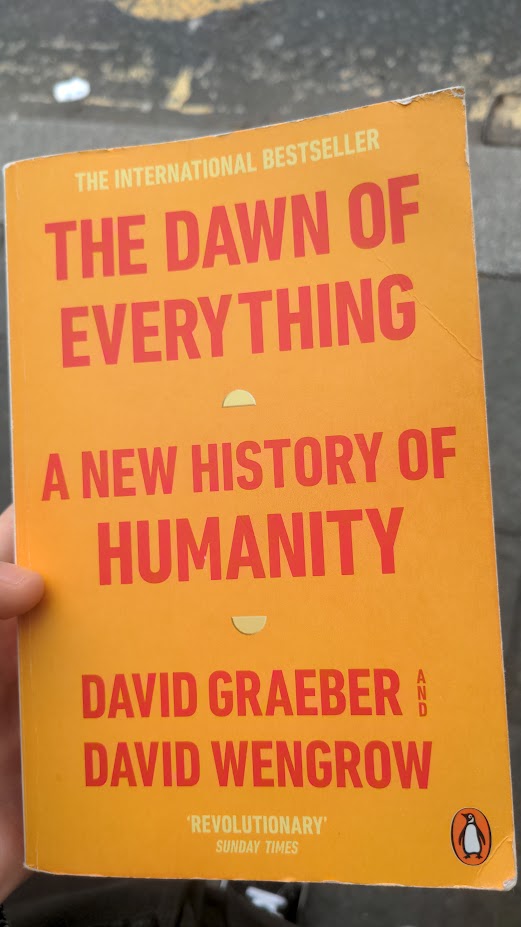 THE INTERNATIONAL BESTSELLER
THE DAWN OF
EVERYTHING
A NEW HISTORY OF
HUMANITY
DAVID GRAEBER AND
DAVID WENGROW
'REVOLUTIONARY'
SUNDAY TIMES